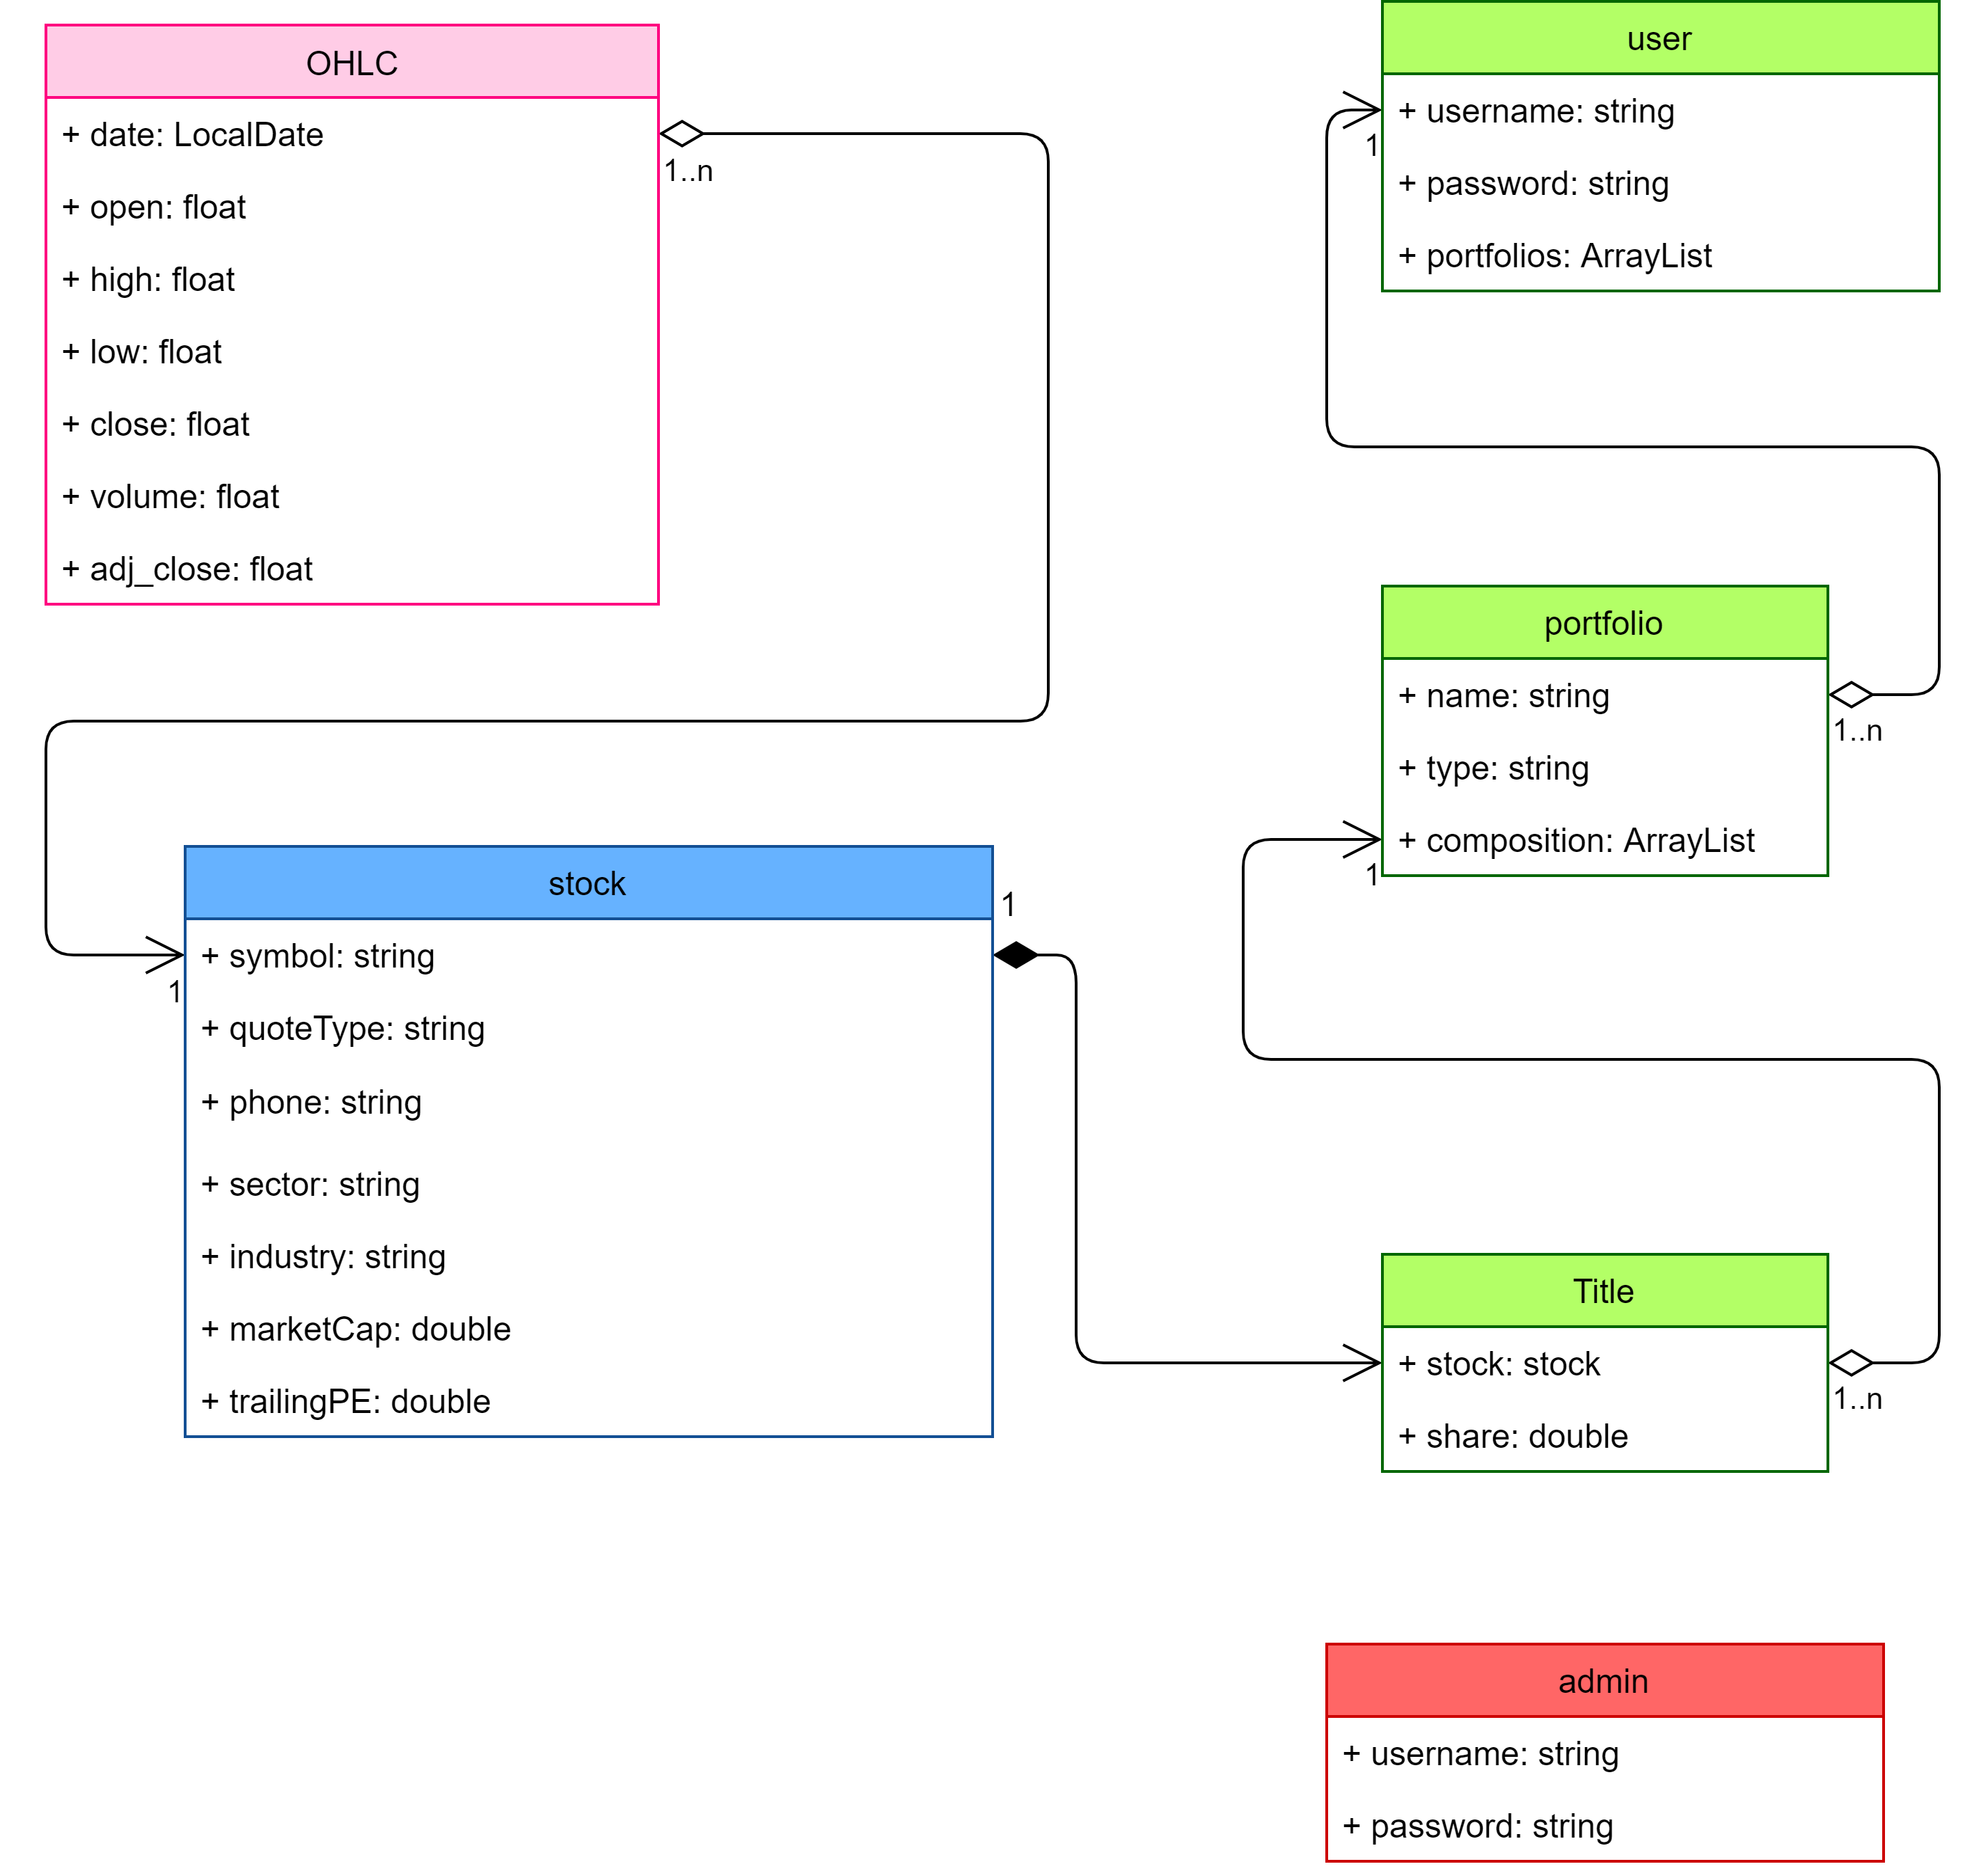 OHLC
+ date: LocalDate
1..n
+ open: float
+ high: float
+ low: float
+ close: float
+ volume: float
+ adj_close: float
user
+ username: string
1
+ password: string
+ portfolios: ArrayList
portfolio
+ name: string
1..n
+ type: string
+ composition: ArrayList
1
stock
1
+ symbol: string
1
+ quoteType: string
+ phone: string
+ sector: string
+ industry: string
+ marketCap: double
+ trailingPE: double
Title
+ stock: stock
1..n
+ share: double
admin
+ username: string
+ password: string